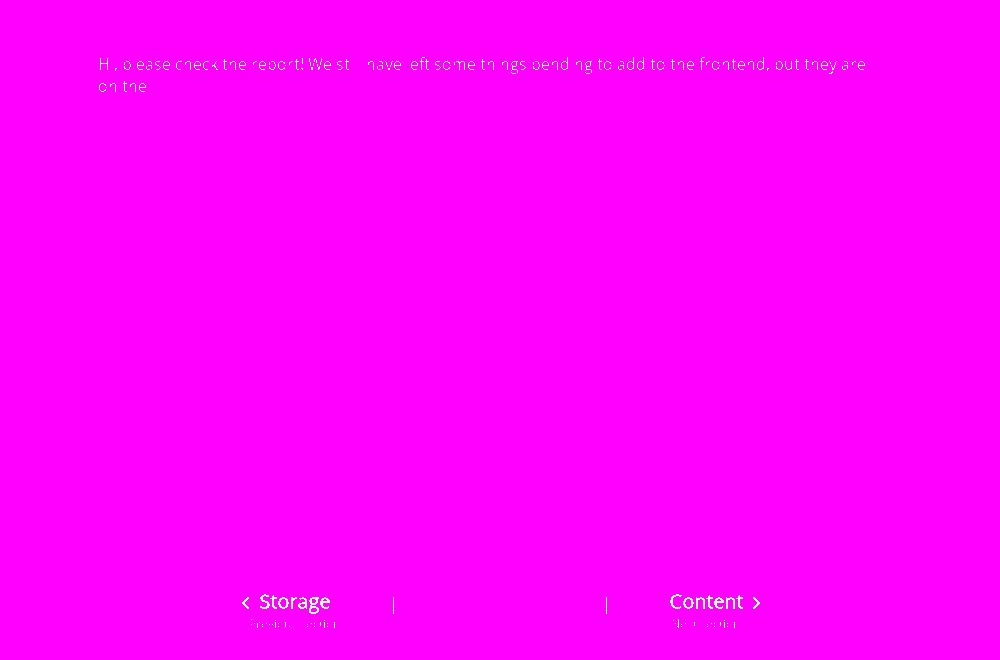 Hi, please check the report! We still have left some things pending to add to the frontend, but they are
on the
Storage
Content
Previous section
Next section